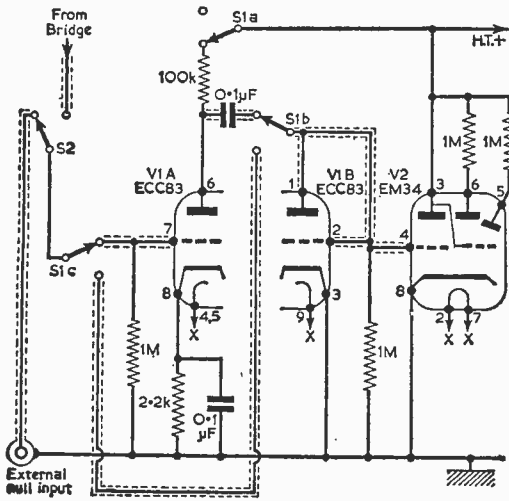 From
Bridge
S1a
H.T.+
100k
0·1μF
S1b
1M
1M
S2
V1A
ECC83
6
1
V1B
ECC83
V2
EM34
3
6
5
7
2
4
S1c
8
4,5
X
9
X
3
8
2
7
X
X
1M
2·2k
0·1
μF
1M
External
null input